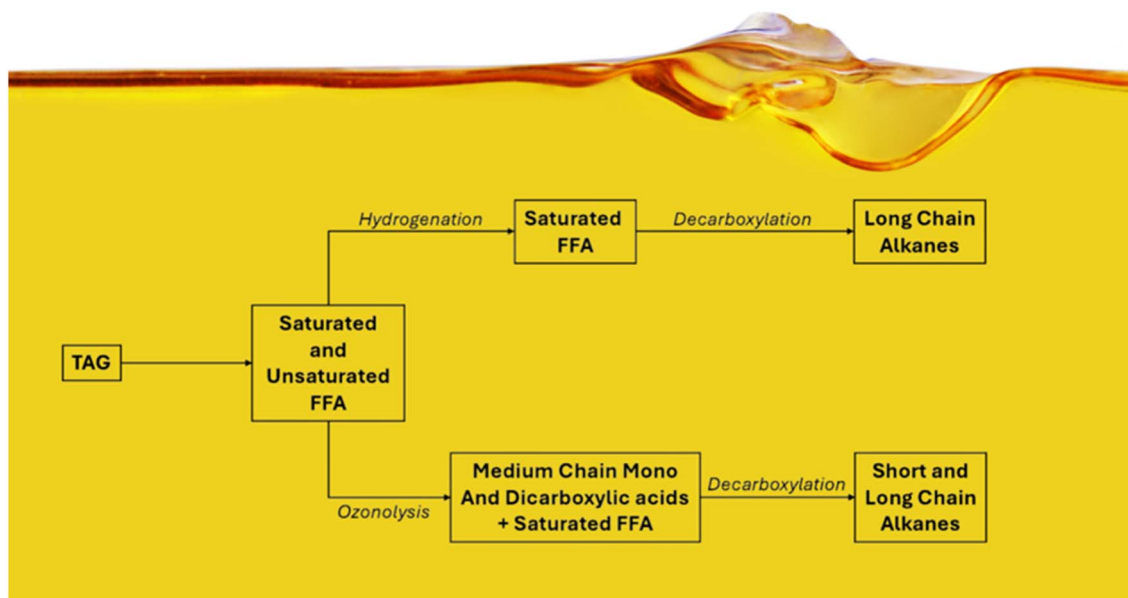 Hydrogenation
Saturated
FFA
Decarboxylation
Long Chain
Alkanes
TAG
Saturated
and
Unsaturated
FFA
Ozonolysis
Medium Chain Mono
And Dicarboxylic acids
+ Saturated FFA
Decarboxylation
Short and
Long Chain
Alkanes